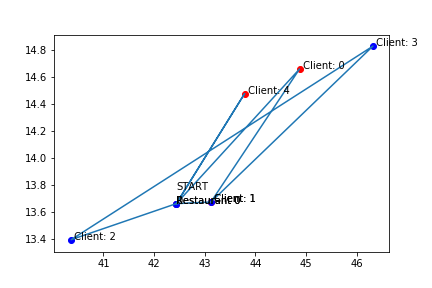 14.8
14.6
14.4
14.2
14.0
13.8
13.6
13.4
Client: 3
Client: 0
Client: 4
START
Restaurant 0
Client: 1
Client: 2
41
42
43
44
45
46